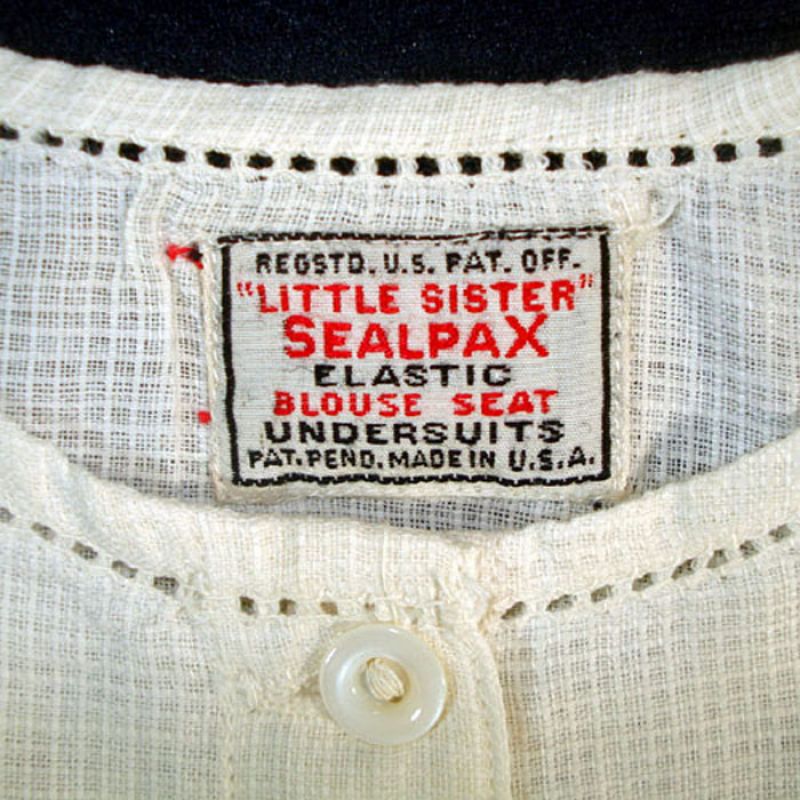 REGSTD. U.S. PAT. OFF.
"LITTLE SISTER"
SEALPAX
ELASTIC
BLOUSE SEAT
UNDERSUITS
PAT. PEND. MADE IN U.S.A.